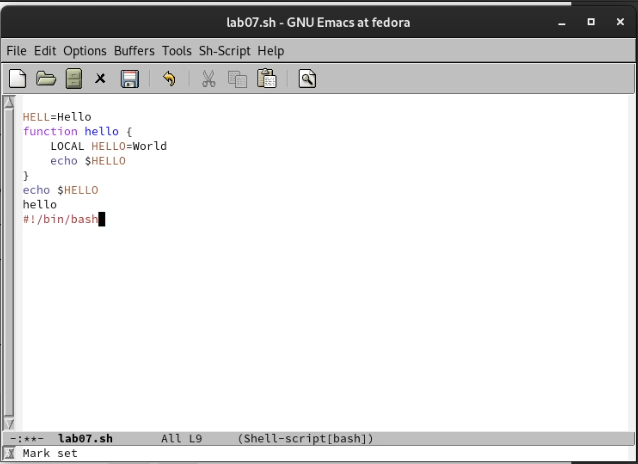 lab07.sh - GNU Emacs at fedora
File Edit Options Buffers Tools Sh-Script Help
HELL=Hello
function hello {
    LOCAL HELLO=World
    echo $HELLO
}
echo $HELLO
hello
#!/bin/bash
-:**-  lab07.sh       All L9     (Shell-script[bash])
Mark set